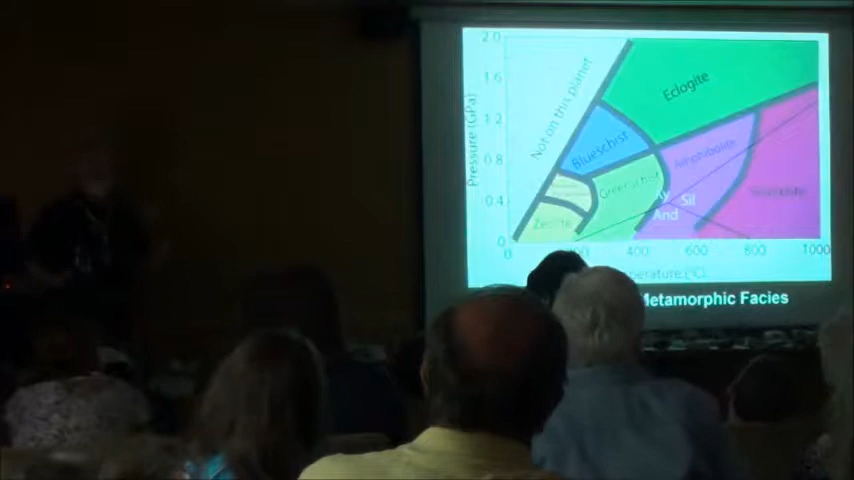 2.0
1.6
1.2
0.8
0.4
0
Pressure (GPa)
Not on this planet
Eclogite
Blueschist
Amphibolite
Greenschist
Zeolite
Ky
Sil
And
0
400
600
800
1000
Metamorphic Facies